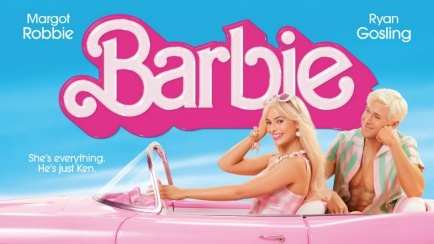 Margot
Robbie
Ryan
Gosling
Barbie
She's everything.
He's just Ken.